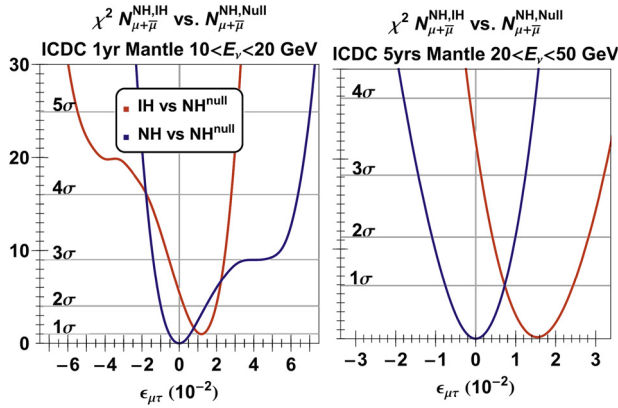 χ² N^{NH,IH}_{μ+μ̅} vs. N^{NH,Null}_{μ+μ̅}
ICDC 1yr Mantle 10<E_ν<20 GeV
30
5σ
20
4σ
10
3σ
2σ
1σ
0
IH vs NH^{null}
NH vs NH^{null}
−6 −4 −2 0 2 4 6
ϵ_{μτ} (10^{-2})
χ² N^{NH,IH}_{μ+μ̅} vs. N^{NH,Null}_{μ+μ̅}
ICDC 5yrs Mantle 20<E_ν<50 GeV
4σ
3σ
2σ
1σ
−3 −2 −1 0 1 2 3
ϵ_{μτ} (10^{-2})